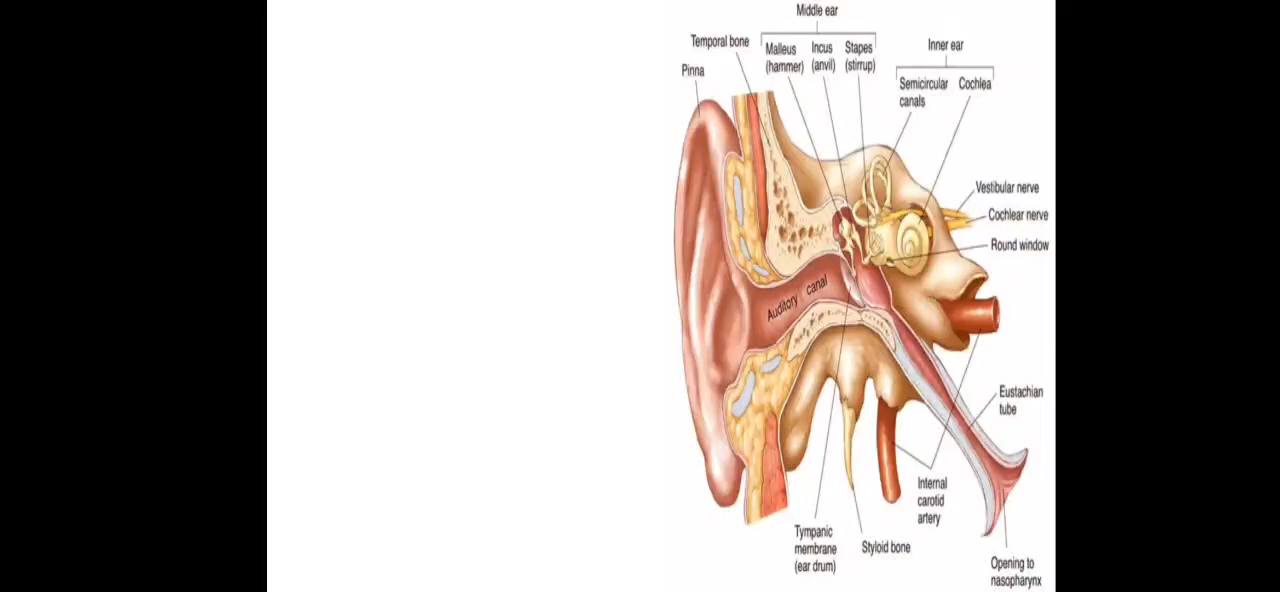 Middle ear
Temporal bone
Malleus
(hammer)
Incus
(anvil)
Stapes
(stirrup)
Inner ear
Pinna
Semicircular
canals
Cochlea
Vestibular nerve
Cochlear nerve
Round window
Auditory canal
Eustachian
tube
Internal
carotid
artery
Tympanic
membrane
(ear drum)
Styloid bone
Opening to
nasopharynx